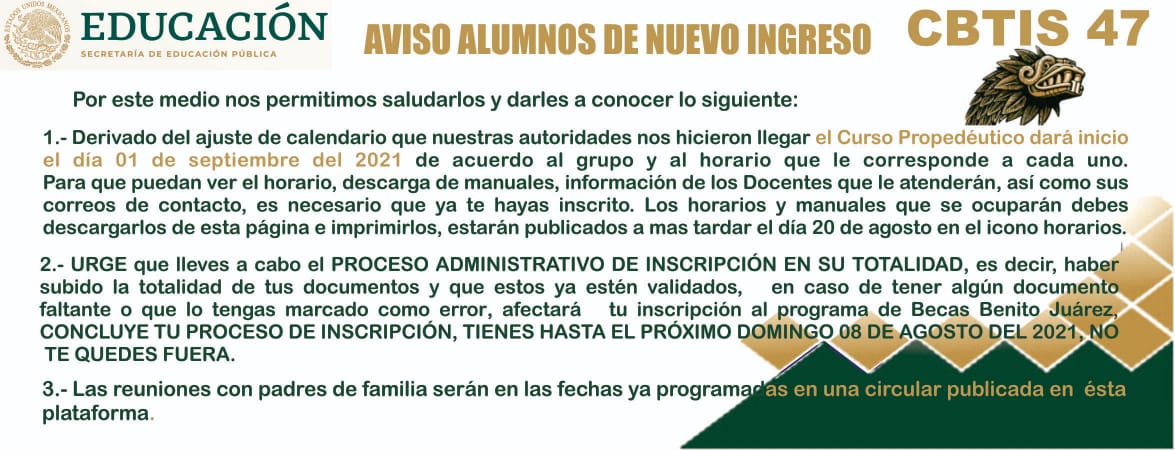 ESTADOS UNIDOS MEXICANOS
EDUCACIÓN
SECRETARÍA DE EDUCACIÓN PÚBLICA
AVISO ALUMNOS DE NUEVO INGRESO
CBTIS 47
Por este medio nos permitimos saludarlos y darles a conocer lo siguiente:
1.- Derivado del ajuste de calendario que nuestras autoridades nos hicieron llegar el Curso Propedéutico dará inicio
el día 01 de septiembre del 2021 de acuerdo al grupo y al horario que le corresponde a cada uno.
Para que puedan ver el horario, descarga de manuales, información de los Docentes que le atenderán, así como sus
correos de contacto, es necesario que ya te hayas inscrito. Los horarios y manuales que se ocuparán debes
descargarlos de esta página e imprimirlos, estarán publicados a mas tardar el día 20 de agosto en el icono horarios.
2.- URGE que lleves a cabo el PROCESO ADMINISTRATIVO DE INSCRIPCIÓN EN SU TOTALIDAD, es decir, haber
subido la totalidad de tus documentos y que estos ya estén validados, en caso de tener algún documento
faltante o que lo tengas marcado como error, afectará tu inscripción al programa de Becas Benito Juárez,
CONCLUYE TU PROCESO DE INSCRIPCIÓN, TIENES HASTA EL PRÓXIMO DOMINGO 08 DE AGOSTO DEL 2021, NO
TE QUEDES FUERA.
3.- Las reuniones con padres de familia serán en las fechas ya programadas en una circular publicada en ésta
plataforma.